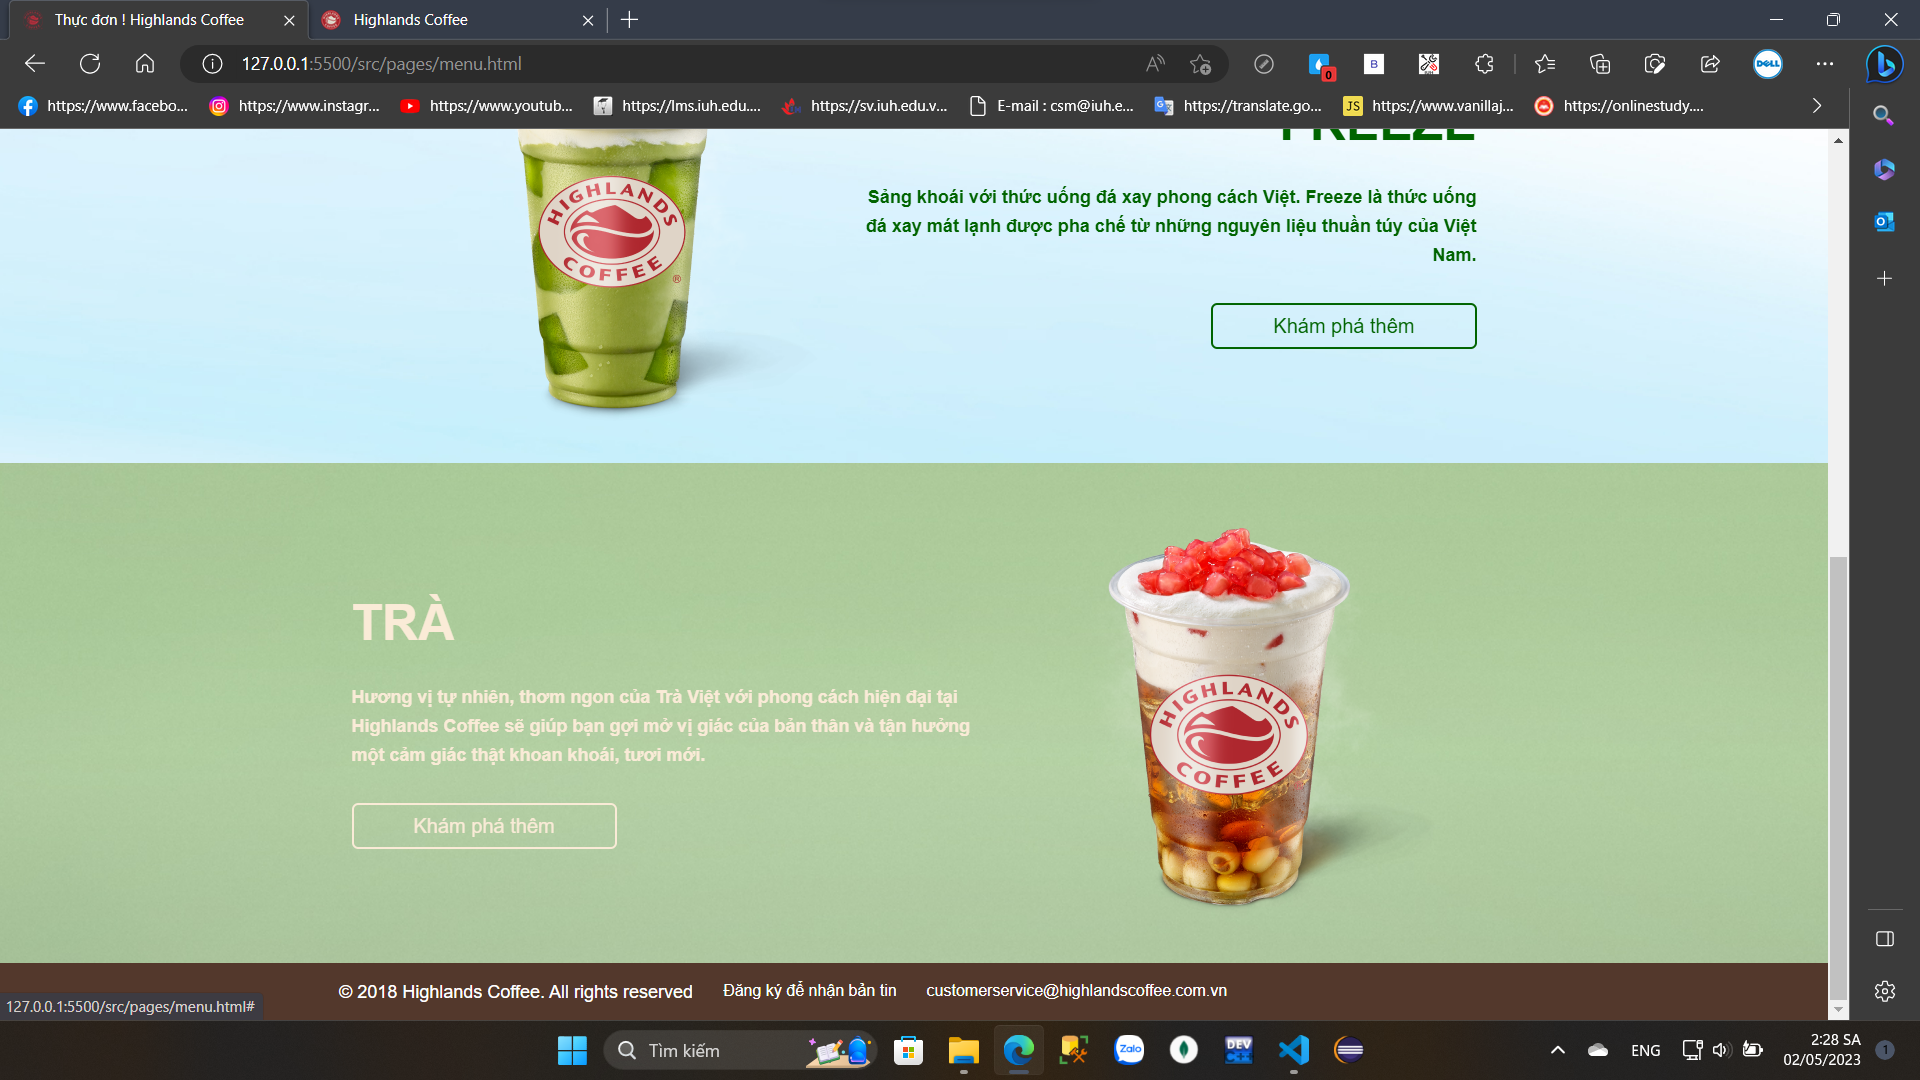 Thực đơn ! Highlands Coffee
Highlands Coffee
127.0.0.1:5500/src/pages/menu.html
0
B
DELL
https://www.facebo...
https://www.instagr...
https://www.youtub...
https://lms.iuh.edu....
https://sv.iuh.edu.v...
E-mail : csm@iuh.e...
https://translate.go...
JS
https://www.vanillaj...
https://onlinestudy....
FREEZE
HIGHLANDS
COFFEE
®
Sảng khoái với thức uống đá xay phong cách Việt. Freeze là thức uống
đá xay mát lạnh được pha chế từ những nguyên liệu thuần túy của Việt
Nam.
Khám phá thêm
TRÀ
Hương vị tự nhiên, thơm ngon của Trà Việt với phong cách hiện đại tại
Highlands Coffee sẽ giúp bạn gợi mở vị giác của bản thân và tận hưởng
một cảm giác thật khoan khoái, tươi mới.
Khám phá thêm
HIGHLANDS
COFFEE
© 2018 Highlands Coffee. All rights reserved
Đăng ký để nhận bản tin
customerservice@highlandscoffee.com.vn
127.0.0.1:5500/src/pages/menu.html#
Tìm kiếm
Zalo
DEV
C++
ENG
2:28 SA
02/05/2023
1